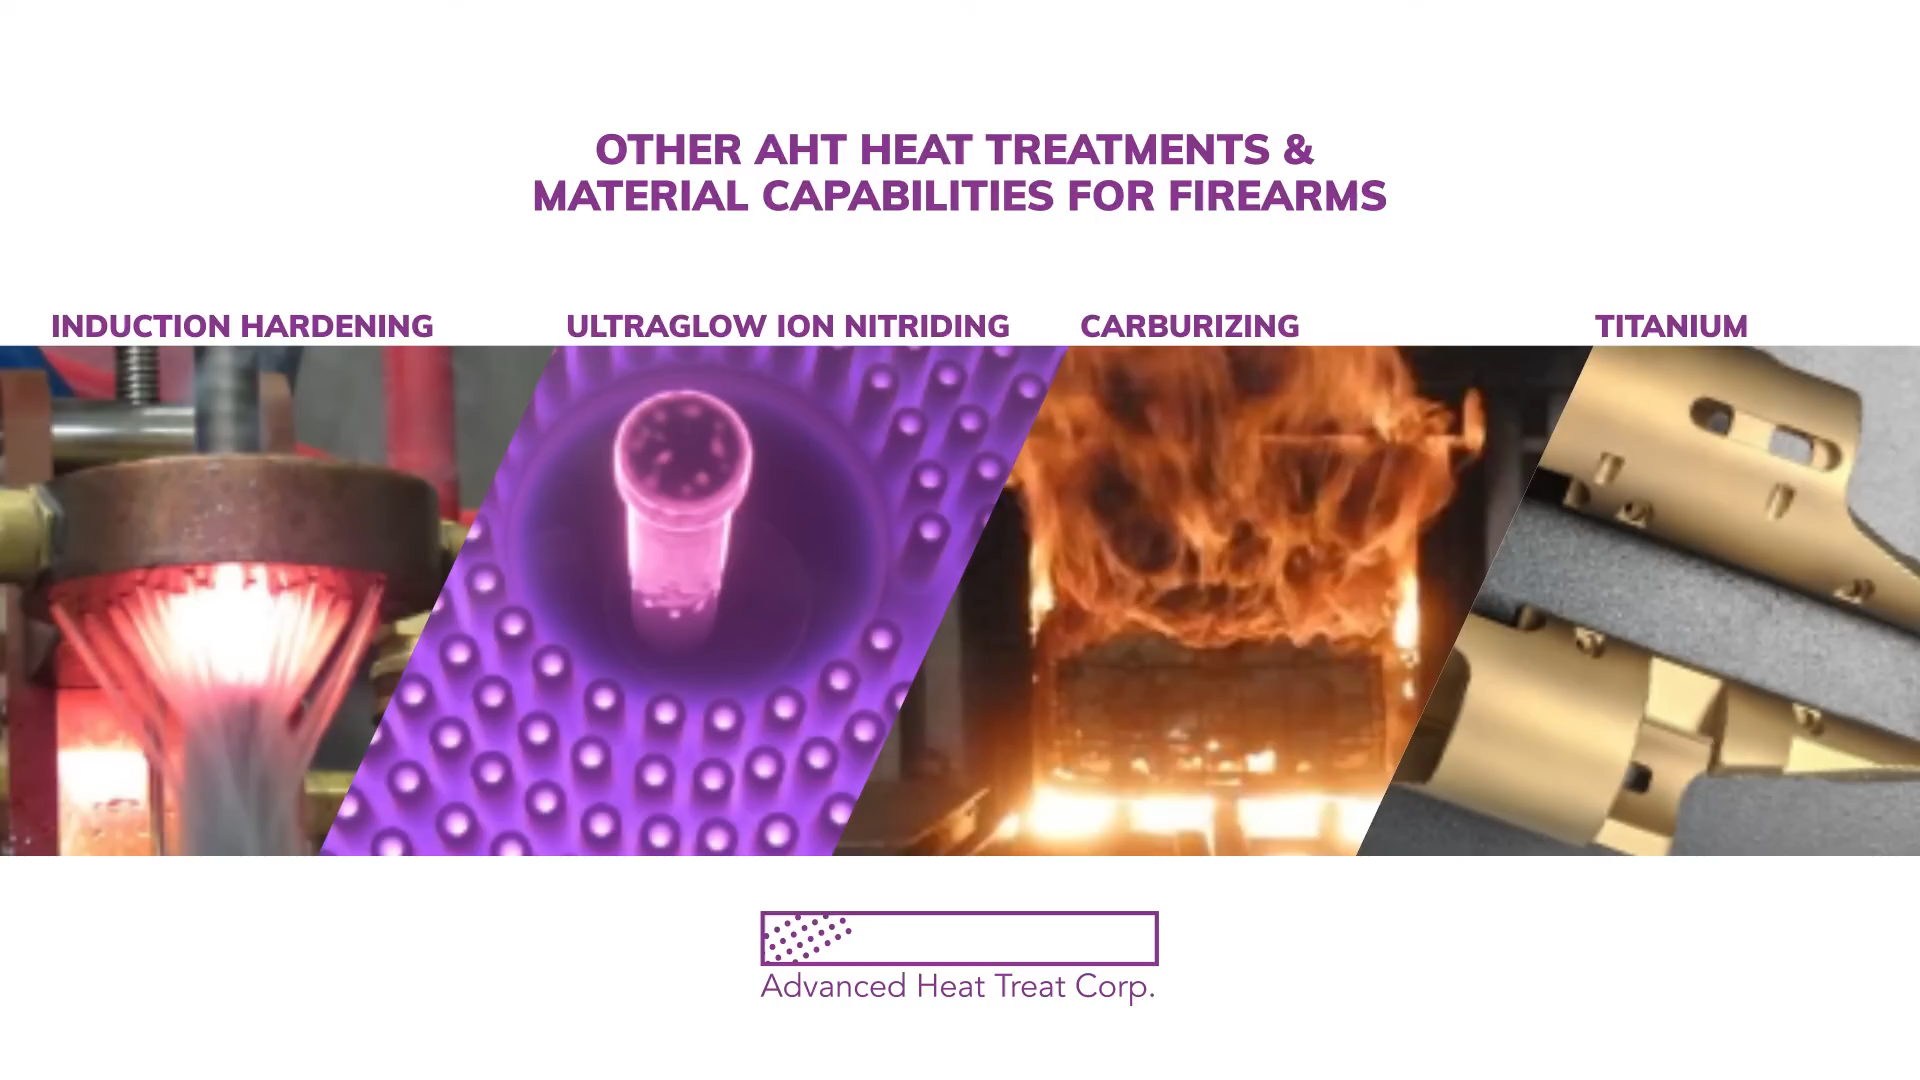 OTHER AHT HEAT TREATMENTS &
MATERIAL CAPABILITIES FOR FIREARMS
INDUCTION HARDENING
ULTRAGLOW ION NITRIDING
CARBURIZING
TITANIUM
Advanced Heat Treat Corp.